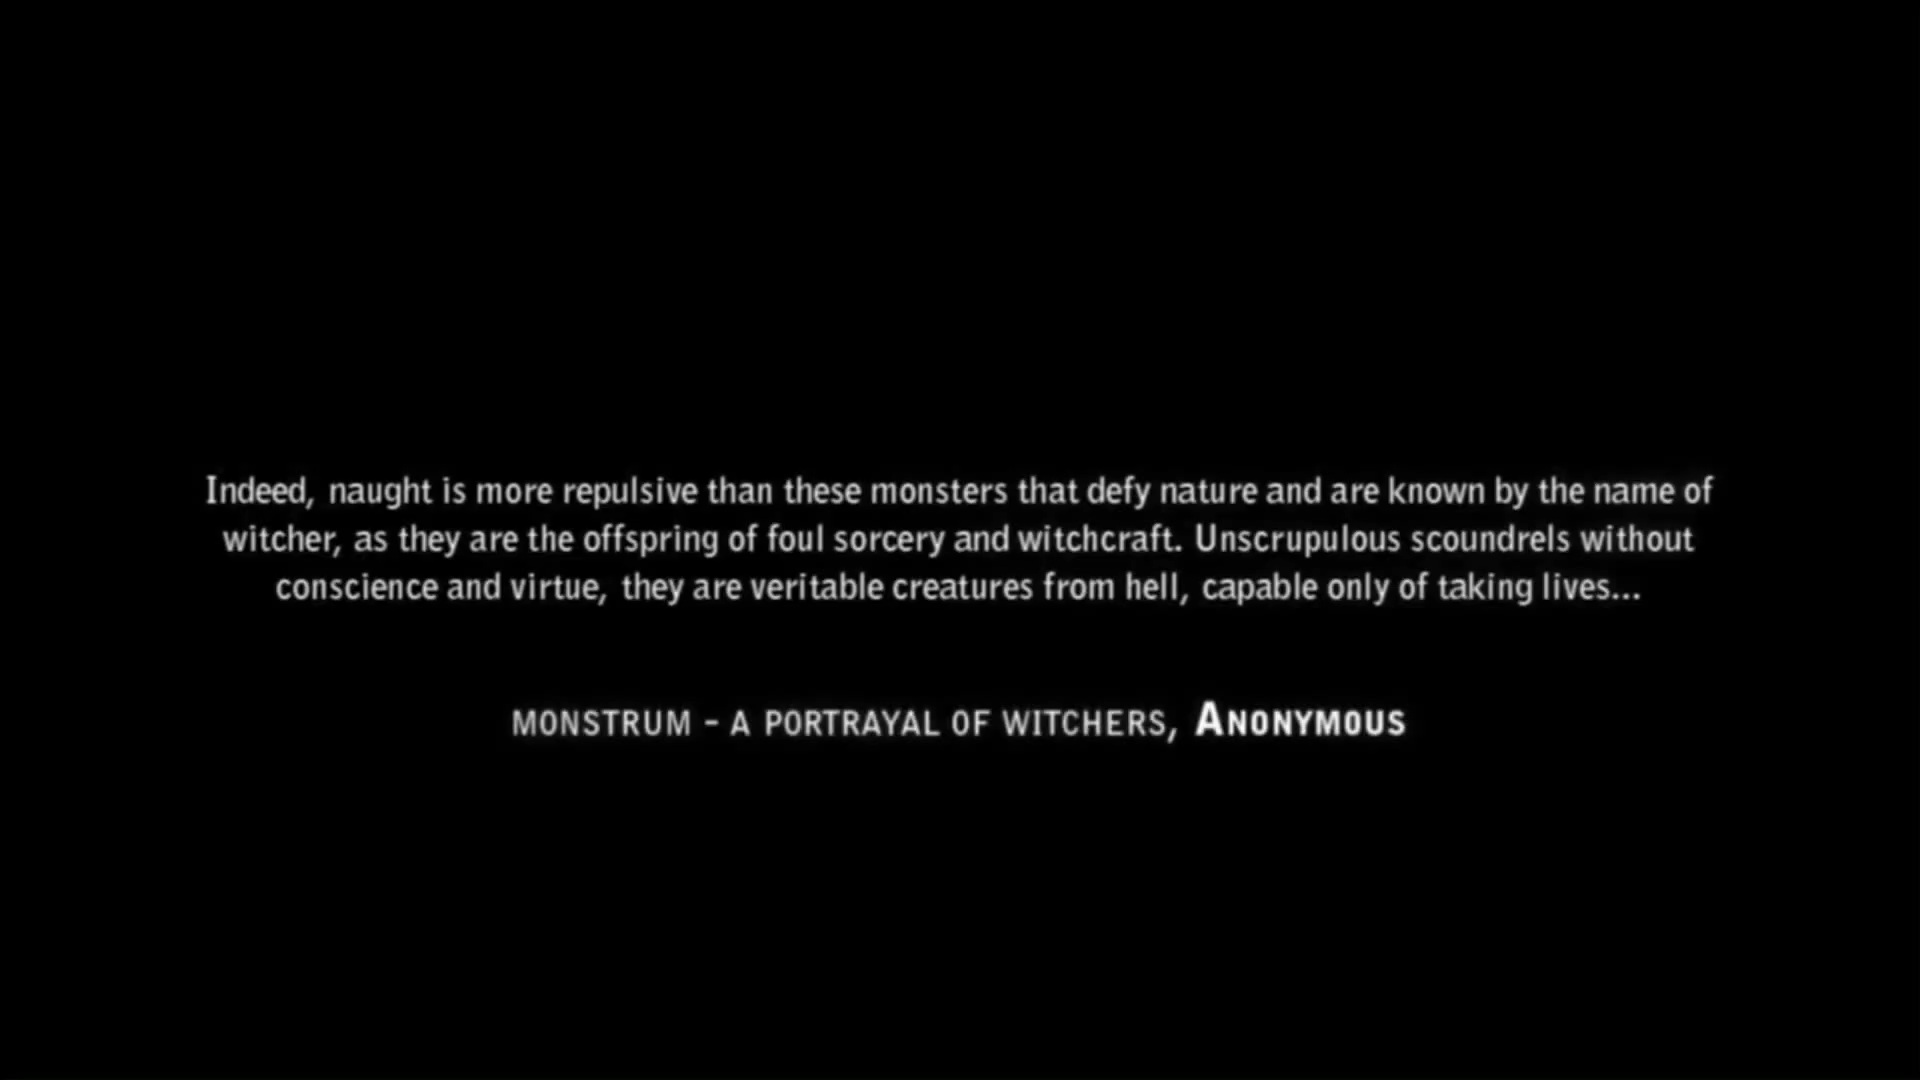 Indeed, naught is more repulsive than these monsters that defy nature and are known by the name of
witcher, as they are the offspring of foul sorcery and witchcraft. Unscrupulous scoundrels without
conscience and virtue, they are veritable creatures from hell, capable only of taking lives...
MONSTRUM - A PORTRAYAL OF WITCHERS, ANONYMOUS